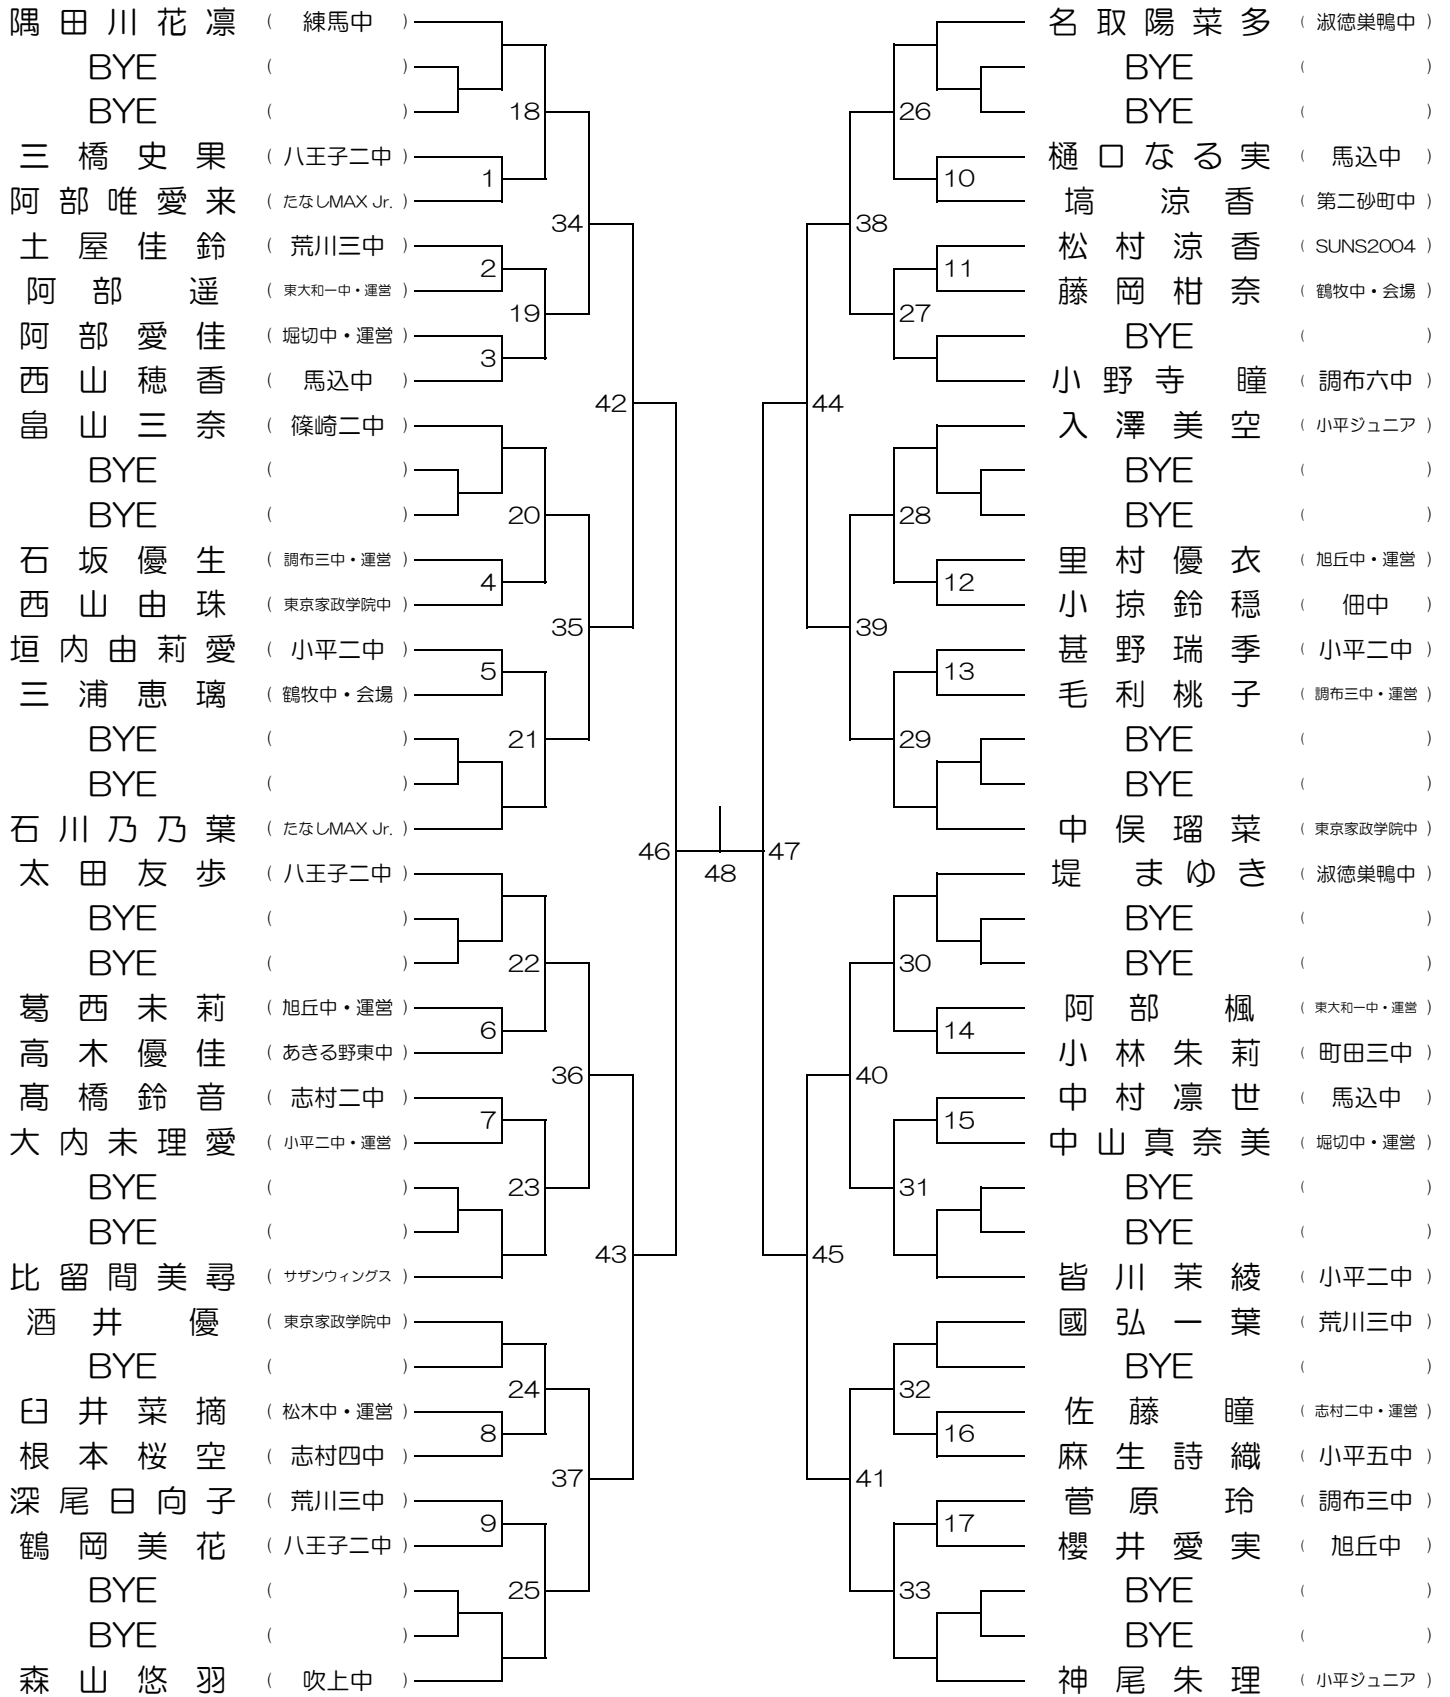 隅田川花凛 ( 練馬中 )
BYE ( )
BYE ( )
18
三橋史果 ( 八王子二中 )
1
阿部唯愛来 ( たなしMAX Jr. )
34
土屋佳鈴 ( 荒川三中 )
2
阿部 遥 ( 東大和一中・運営 )
19
阿部愛佳 ( 堀切中・運営 )
3
西山穂香 ( 馬込中 )
42
畠山三奈 ( 篠崎二中 )
BYE ( )
BYE ( )
20
石坂優生 ( 調布三中・運営 )
4
西山由珠 ( 東京家政学院中 )
35
垣内由莉愛 ( 小平二中 )
5
三浦恵璃 ( 鶴牧中・会場 )
BYE ( )
21
BYE ( )
石川乃乃葉 ( たなしMAX Jr. )
46
太田友歩 ( 八王子二中 )
BYE ( )
BYE ( )
22
葛西未莉 ( 旭丘中・運営 )
6
高木優佳 ( あきる野東中 )
36
髙橋鈴音 ( 志村二中 )
7
大内未理愛 ( 小平二中・運営 )
BYE ( )
23
BYE ( )
43
比留間美尋 ( サザンウィングス )
酒井 優 ( 東京家政学院中 )
BYE ( )
24
臼井菜摘 ( 松木中・運営 )
8
根本桜空 ( 志村四中 )
37
深尾日向子 ( 荒川三中 )
9
鶴岡美花 ( 八王子二中 )
BYE ( )
25
BYE ( )
森山悠羽 ( 吹上中 )
48
名取陽菜多 ( 淑徳巣鴨中 )
BYE ( )
BYE ( )
26
樋口なる実 ( 馬込中 )
10
塙 涼香 ( 第二砂町中 )
38
松村涼香 ( SUNS2004 )
11
藤岡柑奈 ( 鶴牧中・会場 )
27
BYE ( )
小野寺 瞳 ( 調布六中 )
44
入澤美空 ( 小平ジュニア )
BYE ( )
BYE ( )
28
里村優衣 ( 旭丘中・運営 )
12
小掠鈴穏 ( 佃中 )
39
甚野瑞季 ( 小平二中 )
13
毛利桃子 ( 調布三中・運営 )
BYE ( )
29
BYE ( )
中俣瑠菜 ( 東京家政学院中 )
47
堤 まゆき ( 淑徳巣鴨中 )
BYE ( )
BYE ( )
30
阿部 楓 ( 東大和一中・運営 )
14
小林朱莉 ( 町田三中 )
40
中村凛世 ( 馬込中 )
15
中山真奈美 ( 堀切中・運営 )
BYE ( )
31
BYE ( )
45
皆川茉綾 ( 小平二中 )
國弘一葉 ( 荒川三中 )
BYE ( )
32
佐藤 瞳 ( 志村二中・運営 )
16
麻生詩織 ( 小平五中 )
41
菅原 玲 ( 調布三中 )
17
櫻井愛実 ( 旭丘中 )
BYE ( )
33
BYE ( )
神尾朱理 ( 小平ジュニア )